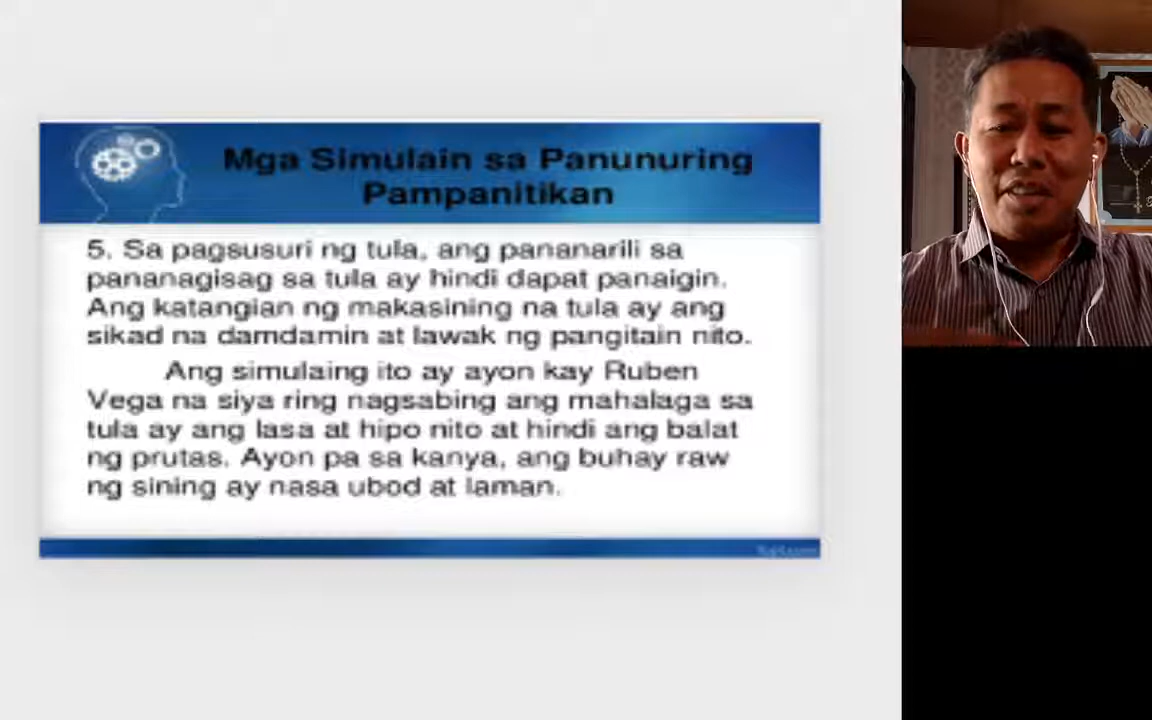 Mga Simulain sa Panunuring
Pampanitikan
5. Sa pagsusuri ng tula, ang pananarili sa
pananagisag sa tula ay hindi dapat panaigin.
Ang katangian ng makasining na tula ay ang
sikad na damdamin at lawak ng pangitain nito.
Ang simulaing ito ay ayon kay Ruben
Vega na siya ring nagsabing ang mahalaga sa
tula ay ang lasa at hipo nito at hindi ang balat
ng prutas. Ayon pa sa kanya, ang buhay raw
ng sining ay nasa ubod at laman.